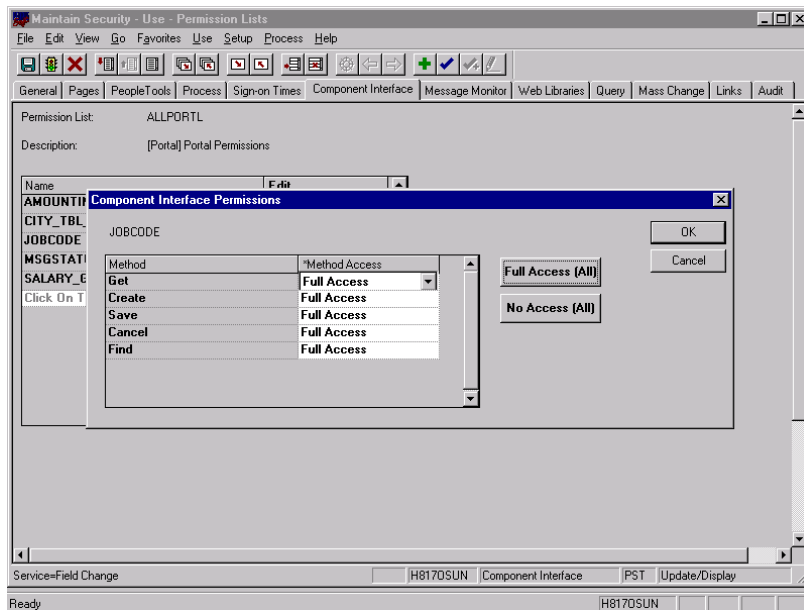 Maintain Security - Use - Permission Lists
File Edit View Go Favorites Use Setup Process Help
General Pages PeopleTools Process Sign-on Times Component Interface Message Monitor Web Libraries Query Mass Change Links Audit
Permission List: ALLPORTL
Description: [Portal] Portal Permissions
Name Edit
AMOUNTIN
CITY_TBL_
JOBCODE
MSGSTAT
SALARY_G
Click On T
Component Interface Permissions
JOBCODE
OK
Cancel
Method *Method Access
Get Full Access
Create Full Access
Save Full Access
Cancel Full Access
Find Full Access
Full Access (All)
No Access (All)
Service=Field Change H8170SUN Component Interface PST Update/Display
Ready H8170SUN